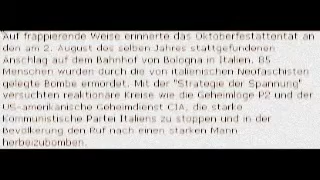 Auf frappierende Weise erinnerte das Oktoberfestattentat an
den am 2. August des selben Jahres stattgefundenen
Anschlag auf dem Bahnhof von Bologna in Italien. 85
Menschen wurden durch die von italienischen Neofaschisten
gelegte Bombe ermordet. Mit der "Strategie der Spannung"
versuchten reaktionäre Kreise wie die Geheimloge P2 und der
US-amerikanische Geheimdienst CIA, die starke
Kommunistische Partei Italiens zu stoppen und in der
Bevölkerung den Ruf nach einen starken Mann
herbeizubomben.